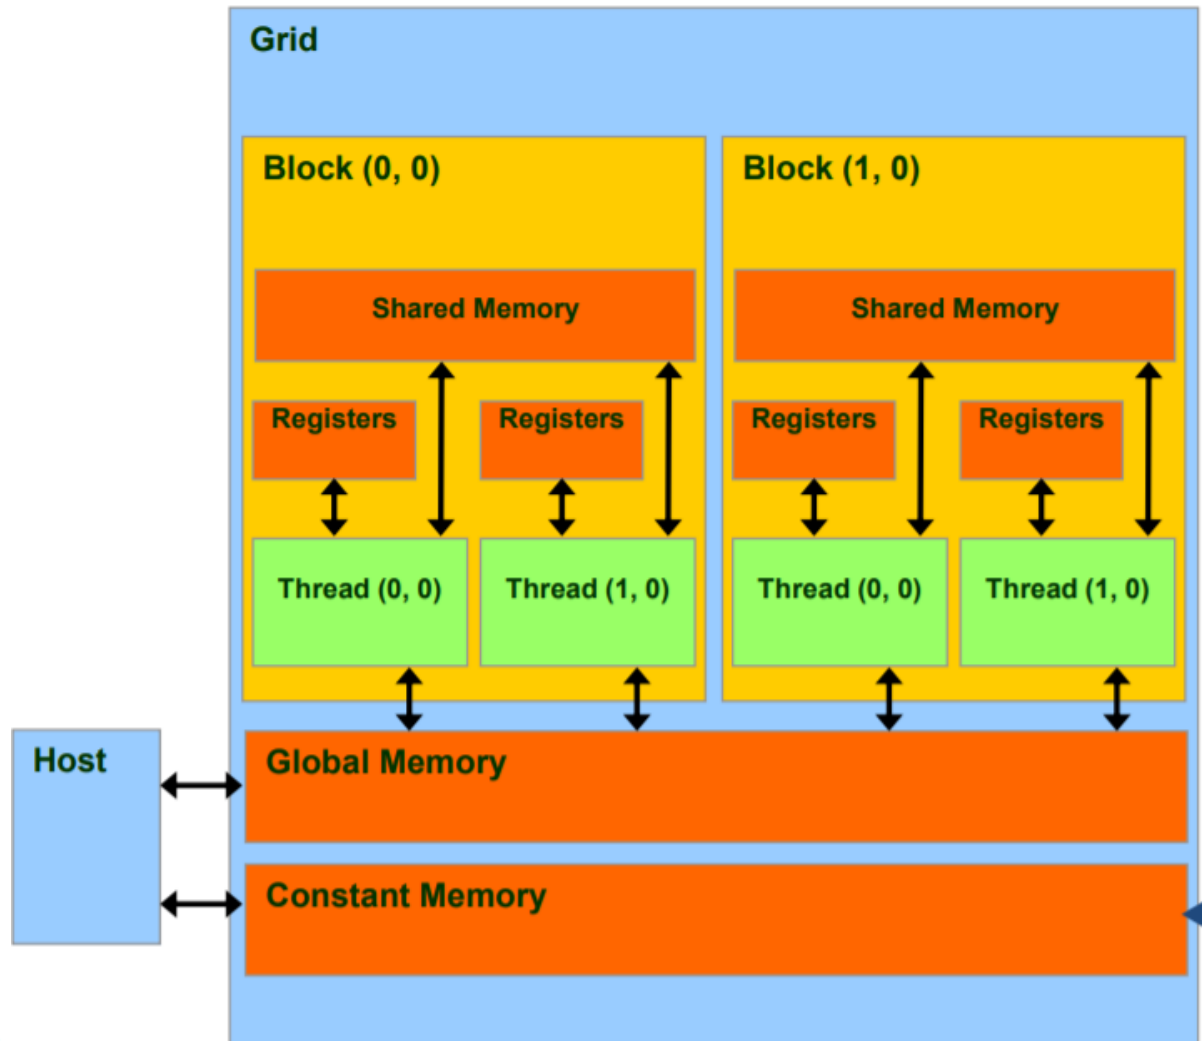 Grid
Block (0, 0)
Block (1, 0)
Shared Memory
Shared Memory
Registers
Registers
Registers
Registers
Thread (0, 0)
Thread (1, 0)
Thread (0, 0)
Thread (1, 0)
Host
Global Memory
Constant Memory